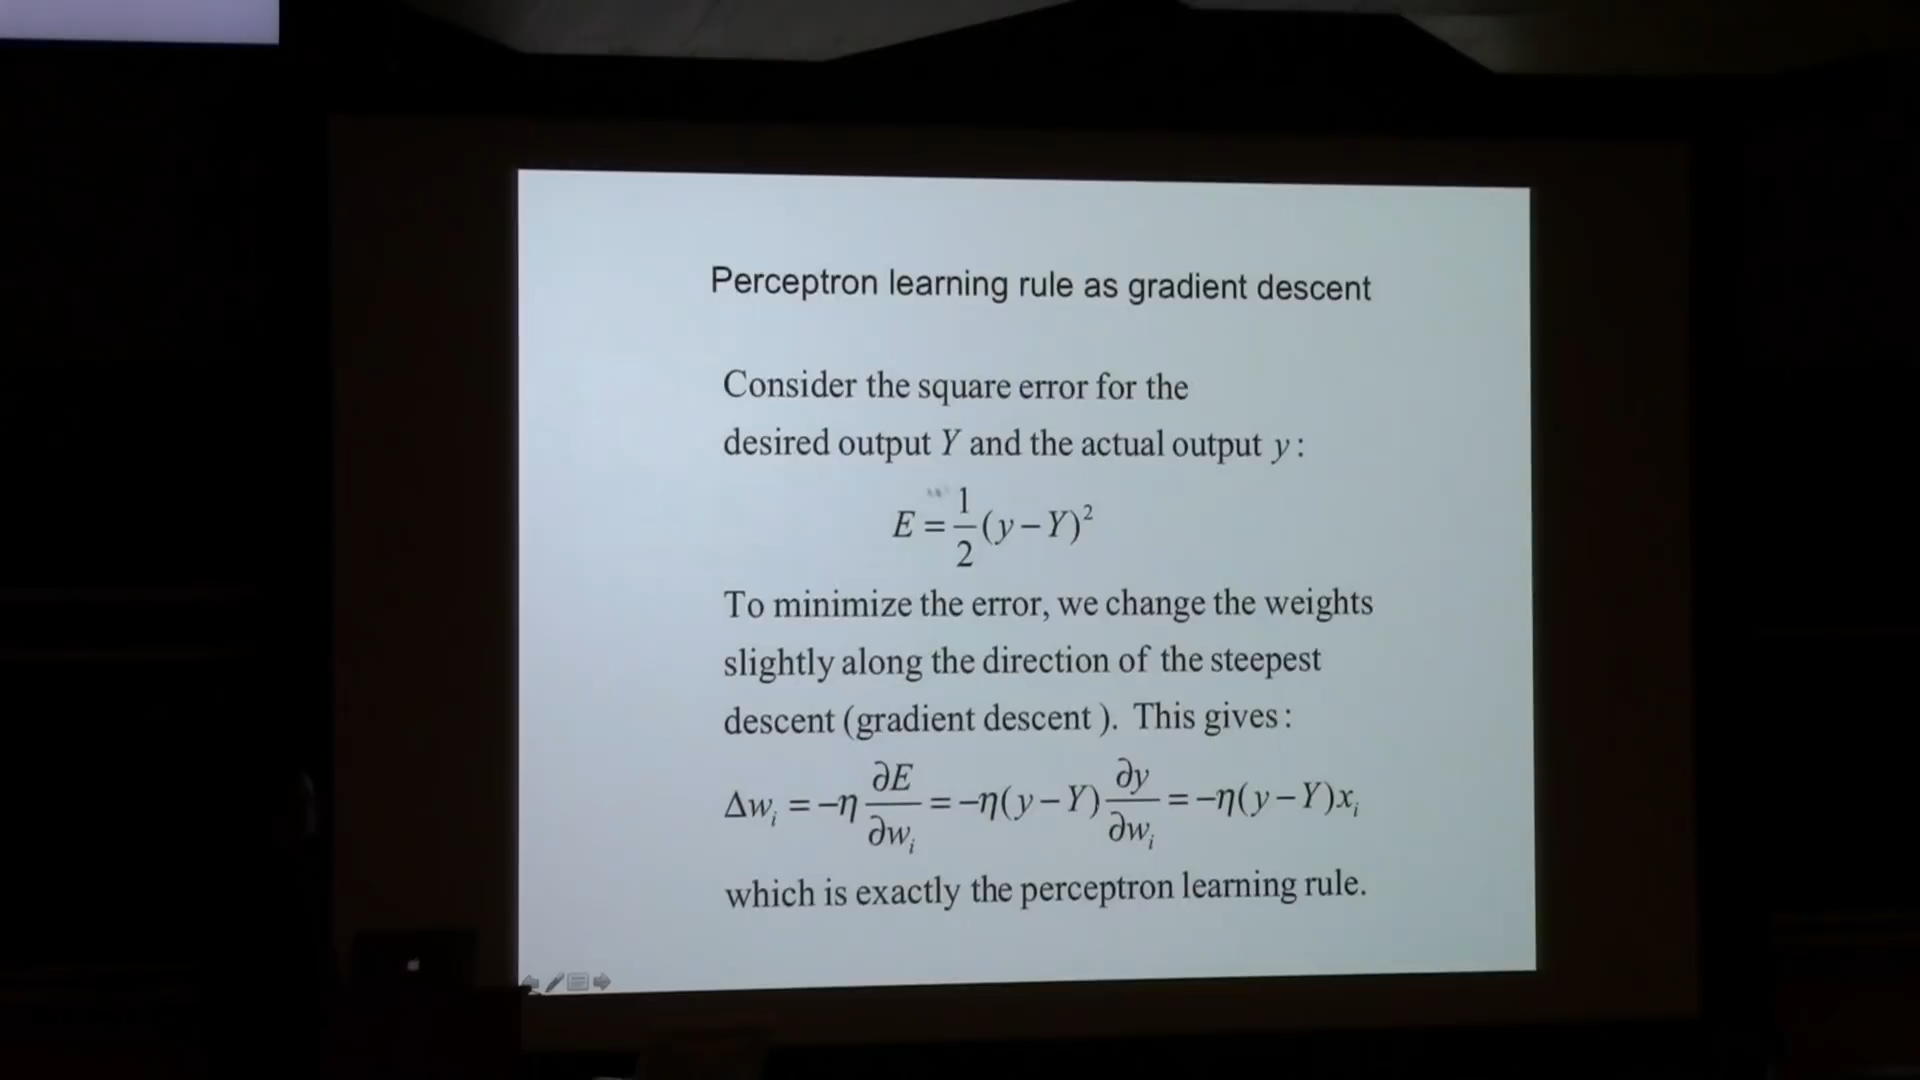 Perceptron learning rule as gradient descent
Consider the square error for the
desired output Y and the actual output y :
E = 1/2 (y − Y)²
To minimize the error, we change the weights
slightly along the direction of the steepest
descent (gradient descent ). This gives :
Δwᵢ = −η ∂E/∂wᵢ = −η(y − Y) ∂y/∂wᵢ = −η(y − Y)xᵢ
which is exactly the perceptron learning rule.